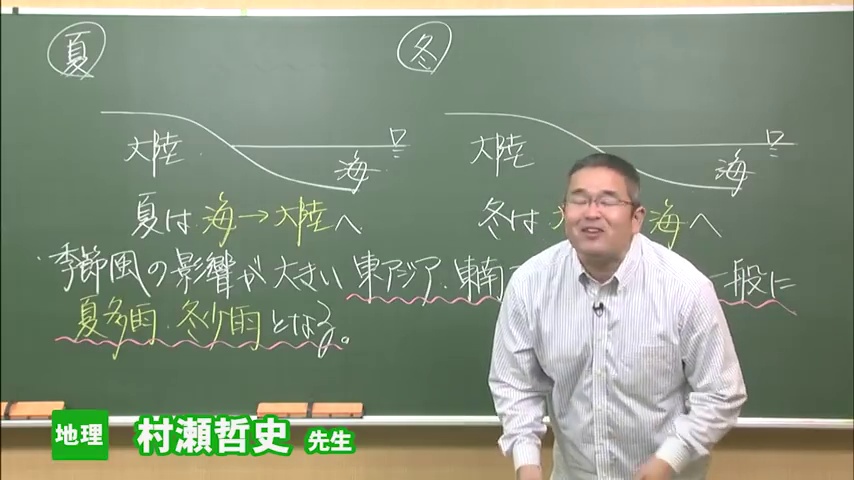 夏
冬
大陸
海
大陸
海
夏は 海→大陸へ
冬は 海へ
季節風の影響が大きい 東アジア・東南 一般に
夏多雨・冬少雨となる。
地理 村瀬哲史 先生